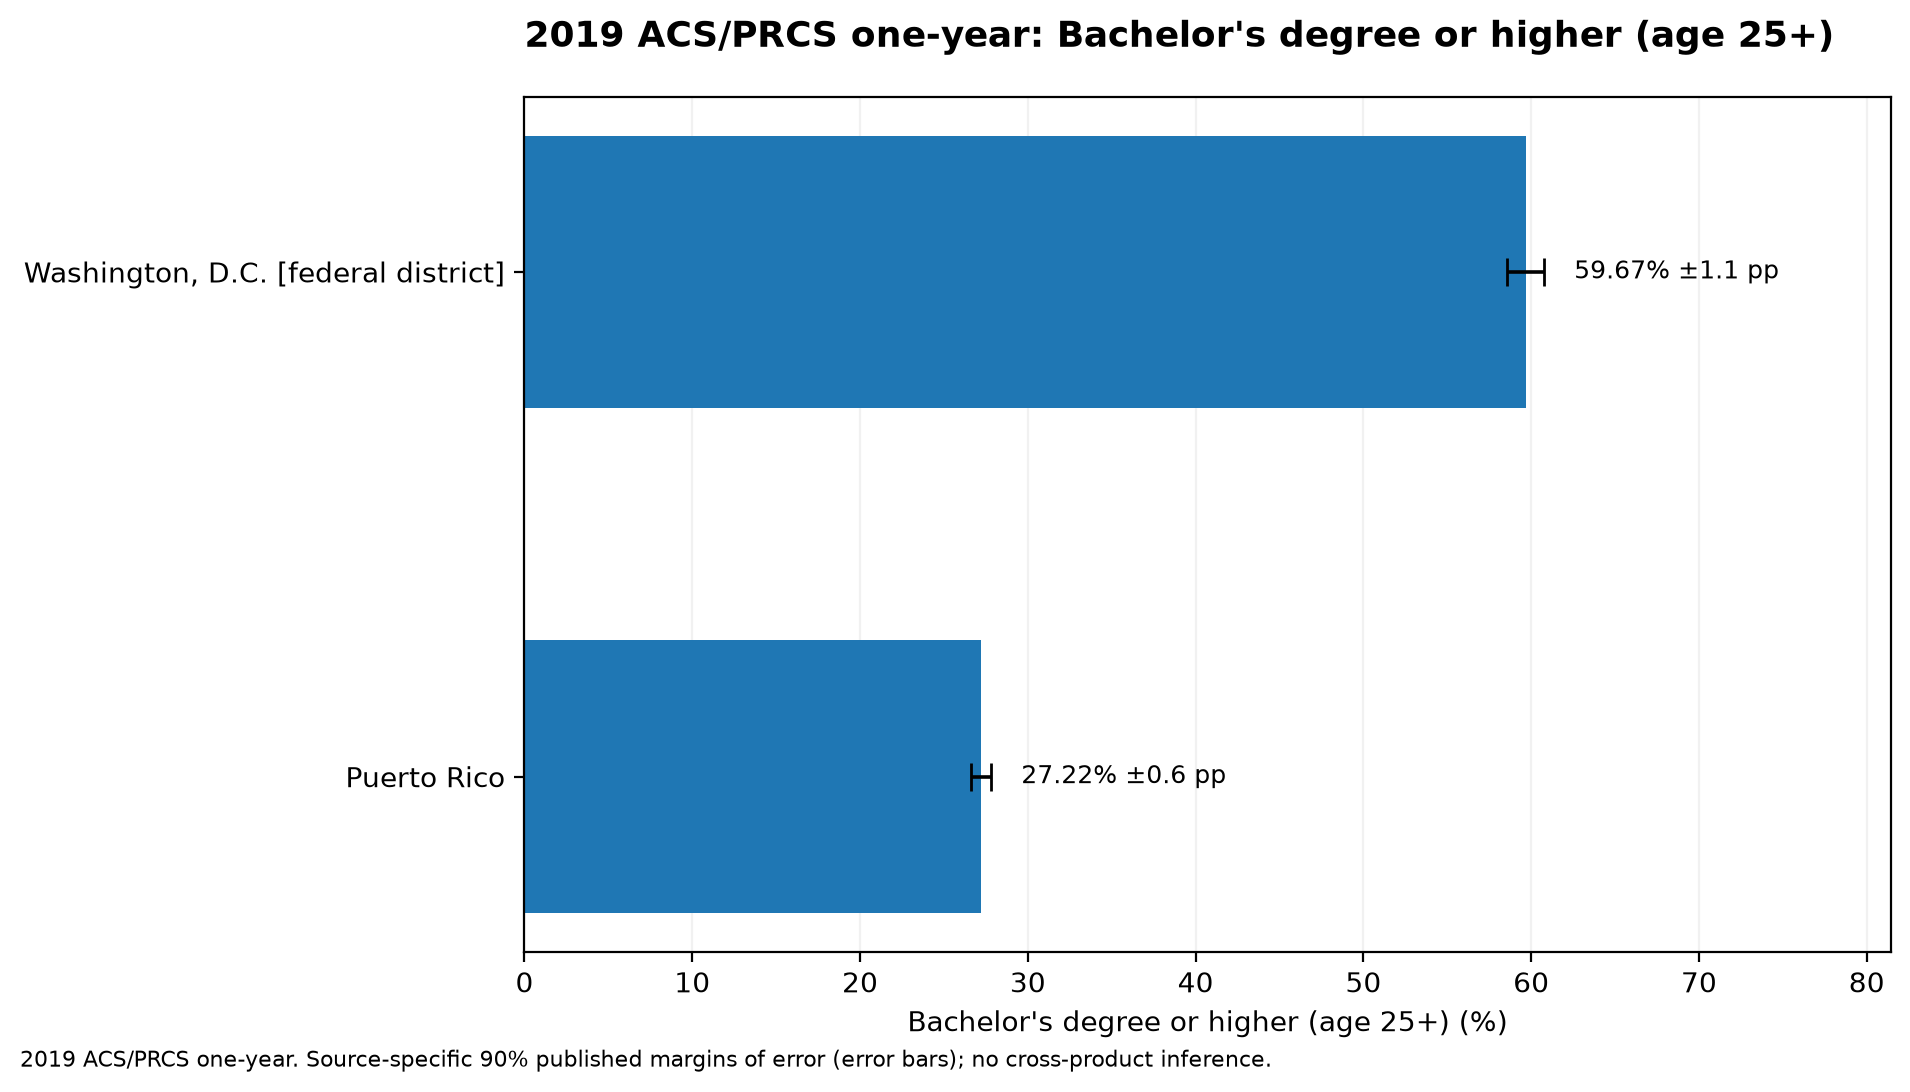 2019 ACS/PRCS one-year: Bachelor's degree or higher (age 25+)
Washington, D.C. [federal district]
59.67% ±1.1 pp
Puerto Rico
27.22% ±0.6 pp
0 10 20 30 40 50 60 70 80
Bachelor's degree or higher (age 25+) (%)
2019 ACS/PRCS one-year. Source-specific 90% published margins of error (error bars); no cross-product inference.